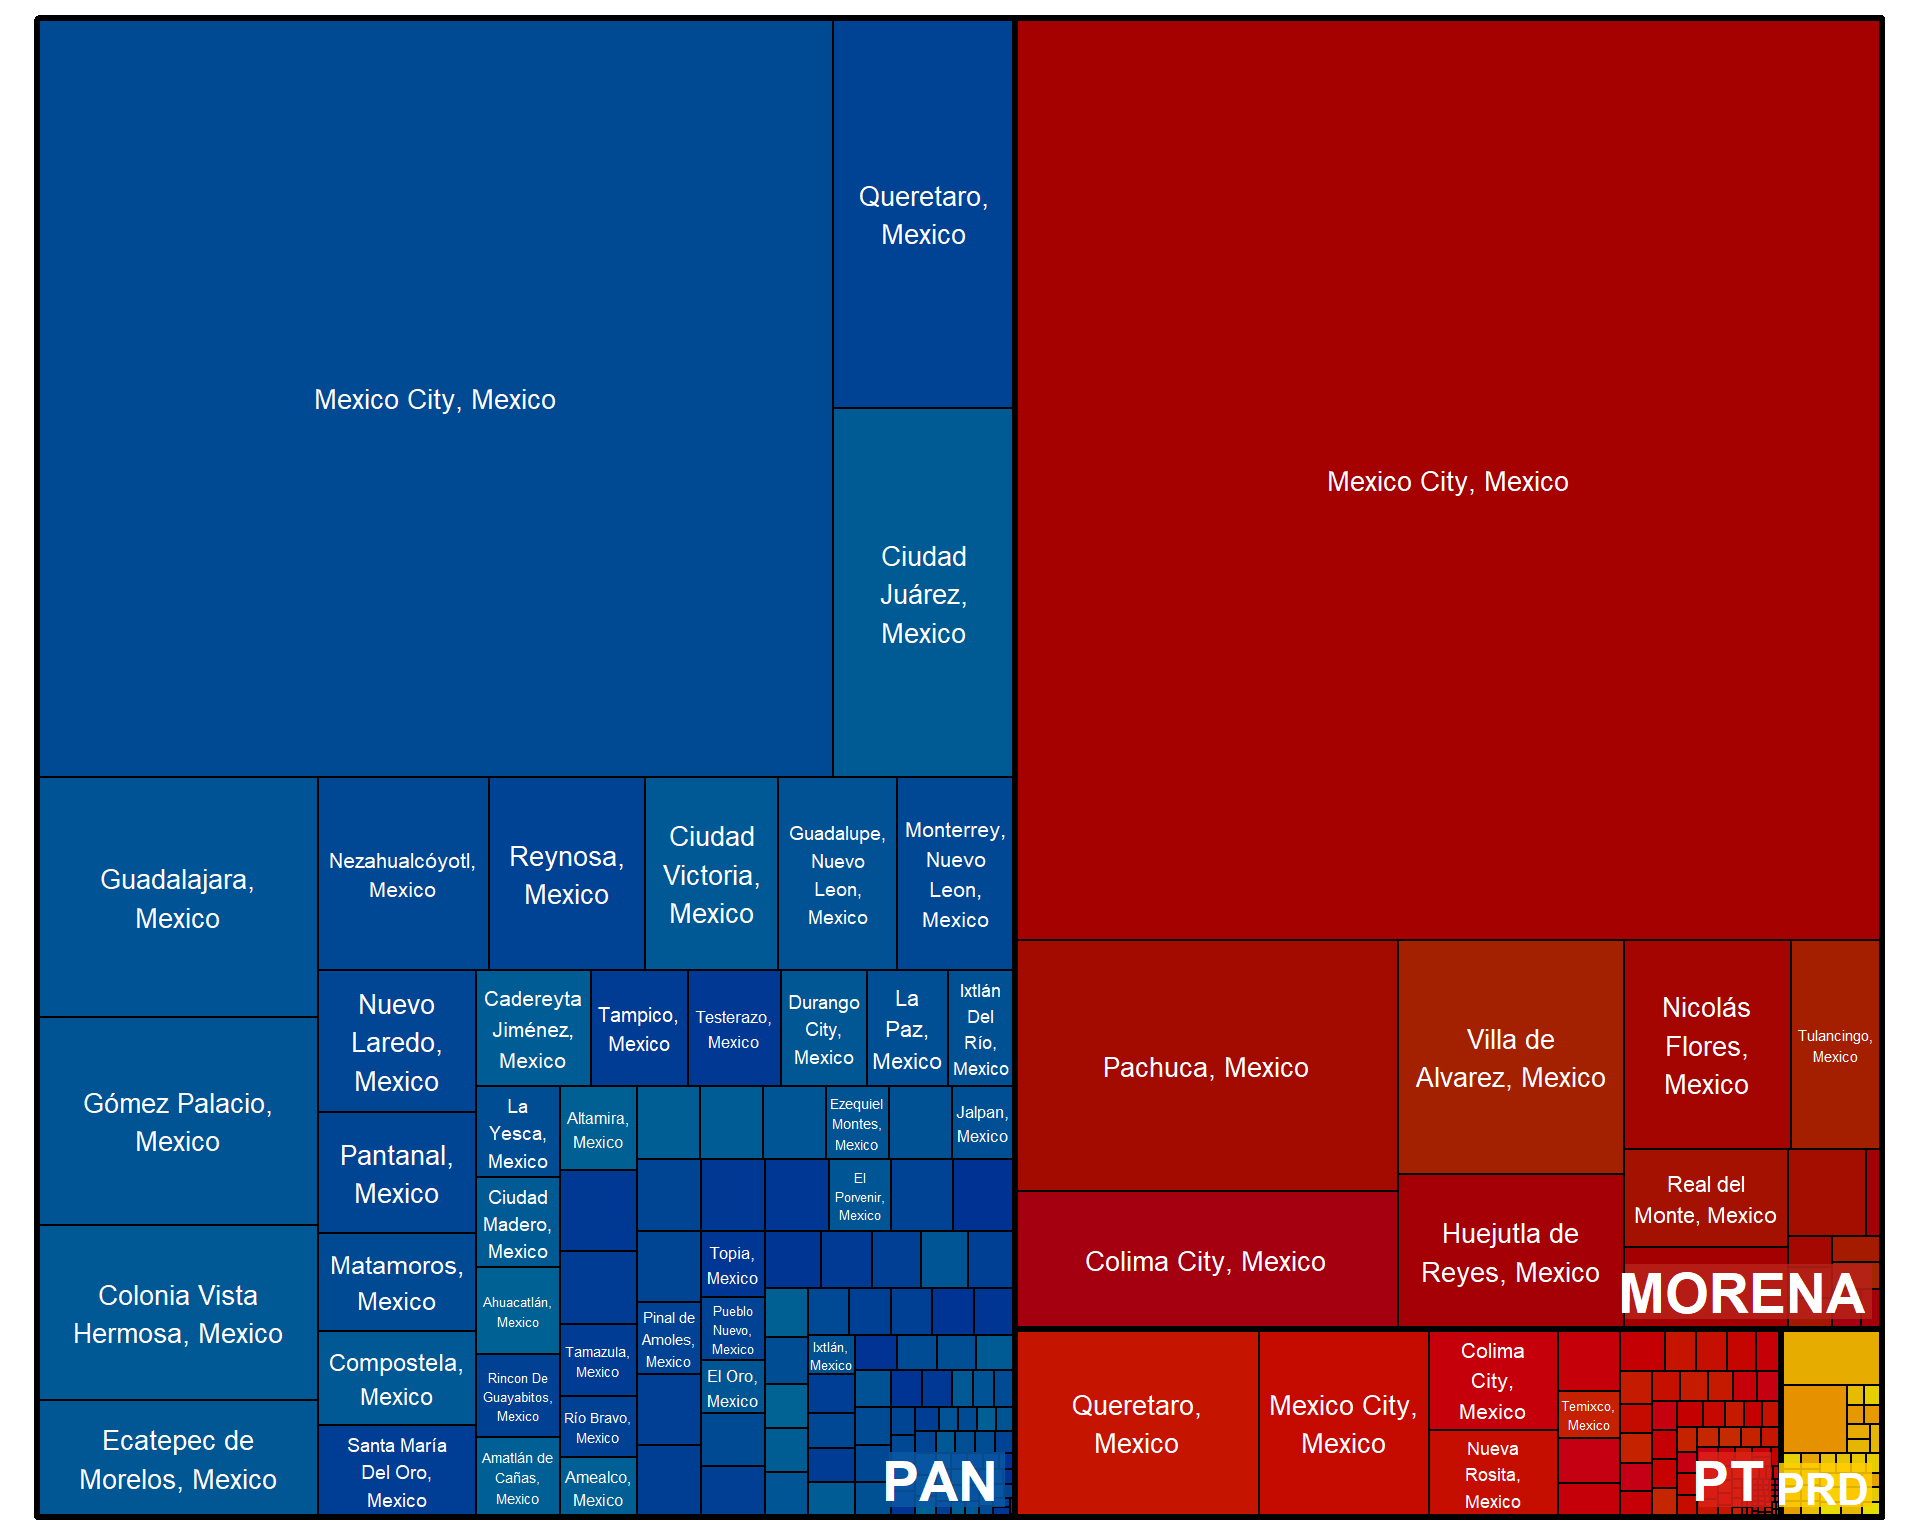 Mexico City, Mexico
Queretaro,
Mexico
Ciudad
Juárez,
Mexico
Guadalajara,
Mexico
Nezahualcóyotl,
Mexico
Reynosa,
Mexico
Ciudad
Victoria,
Mexico
Guadalupe,
Nuevo
Leon,
Mexico
Monterrey,
Nuevo
Leon,
Mexico
Gómez Palacio,
Mexico
Colonia Vista
Hermosa, Mexico
Ecatepec de
Morelos, Mexico
Nuevo
Laredo,
Mexico
Pantanal,
Mexico
Matamoros,
Mexico
Compostela,
Mexico
Santa María
Del Oro,
Mexico
Cadereyta
Jiménez,
Mexico
Tampico,
Mexico
Testerazo,
Mexico
Durango
City,
Mexico
La
Paz,
Mexico
Ixtlán
Del
Río,
Mexico
La
Yesca,
Mexico
Ciudad
Madero,
Mexico
Ahuacatlán,
Mexico
Rincon De
Guayabitos,
Mexico
Amatlán de
Cañas,
Mexico
Altamira,
Mexico
Tamazula,
Mexico
Río Bravo,
Mexico
Amealco,
Mexico
Ezequiel
Montes,
Mexico
Jalpan,
Mexico
El
Porvenir,
Mexico
Pinal de
Amoles,
Mexico
Topia,
Mexico
Pueblo
Nuevo,
Mexico
El Oro,
Mexico
Ixtlán,
Mexico
PAN
Mexico City, Mexico
Pachuca, Mexico
Colima City, Mexico
Villa de
Alvarez, Mexico
Huejutla de
Reyes, Mexico
Nicolás
Flores,
Mexico
Tulancingo,
Mexico
Real del
Monte, Mexico
MORENA
Queretaro,
Mexico
Mexico City,
Mexico
Colima
City,
Mexico
Nueva
Rosita,
Mexico
Temixco,
Mexico
PT
PRD